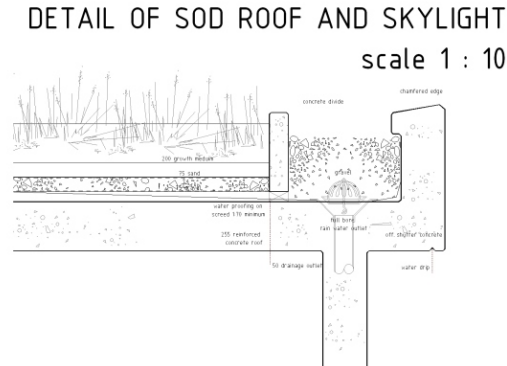 DETAIL OF SOD ROOF AND SKYLIGHT
scale 1 : 10
chamfered edge
concrete divide
200 growth medium
75 sand
gravel
water proofing on
screed 1:70 minimum
full bore
rain water outlet
255 reinforced
concrete roof
off shutter concrete
50 drainage outlet
water drip